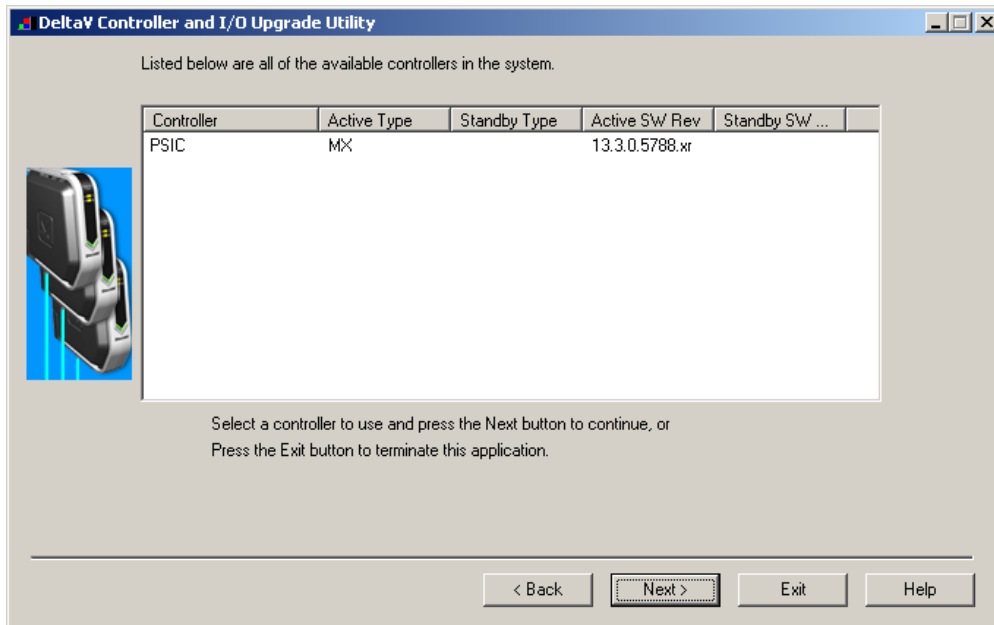 DeltaV Controller and I/O Upgrade Utility
Listed below are all of the available controllers in the system.
Controller Active Type Standby Type Active SW Rev Standby SW ...
PSIC MX 13.3.0.5788.xr
Select a controller to use and press the Next button to continue, or
Press the Exit button to terminate this application.
< Back Next > Exit Help